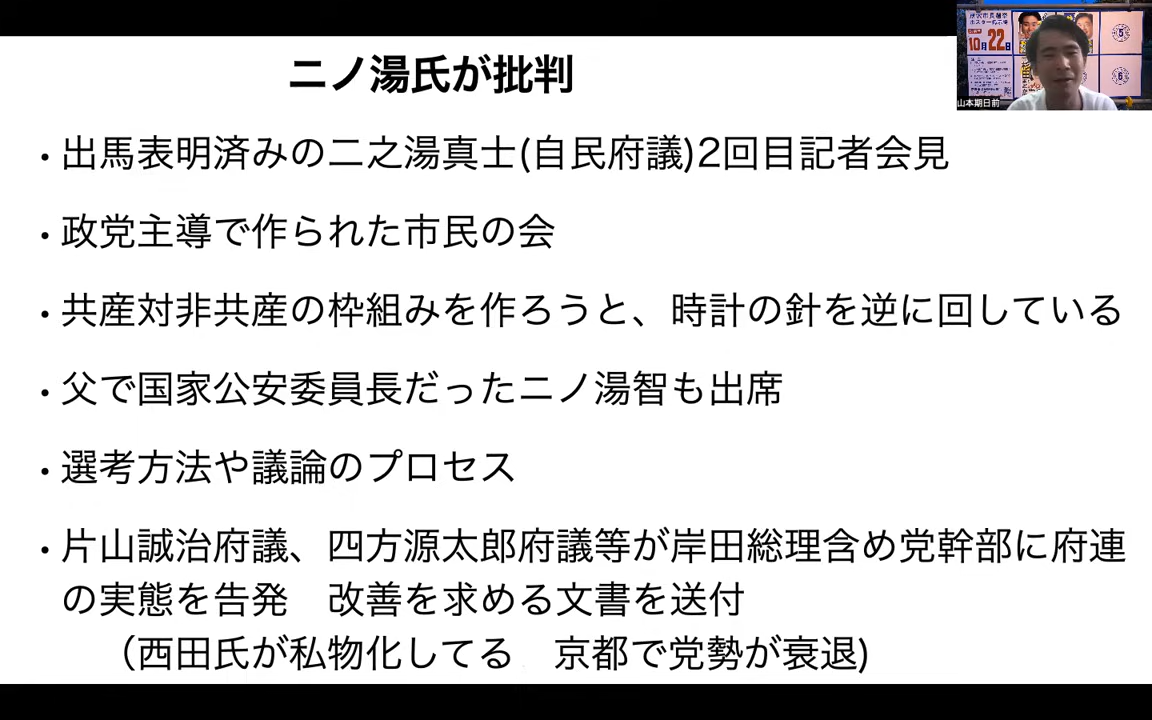 ニノ湯氏が批判
・出馬表明済みの二之湯真士(自民府議)2回目記者会見
・政党主導で作られた市民の会
・共産対非共産の枠組みを作ろうと、時計の針を逆に回している
・父で国家公安委員長だったニノ湯智も出席
・選考方法や議論のプロセス
・片山誠治府議、四方源太郎府議等が岸田総理含め党幹部に府連
の実態を告発　改善を求める文書を送付
（西田氏が私物化してる　京都で党勢が衰退)
10月22日
5
6
山本期日前